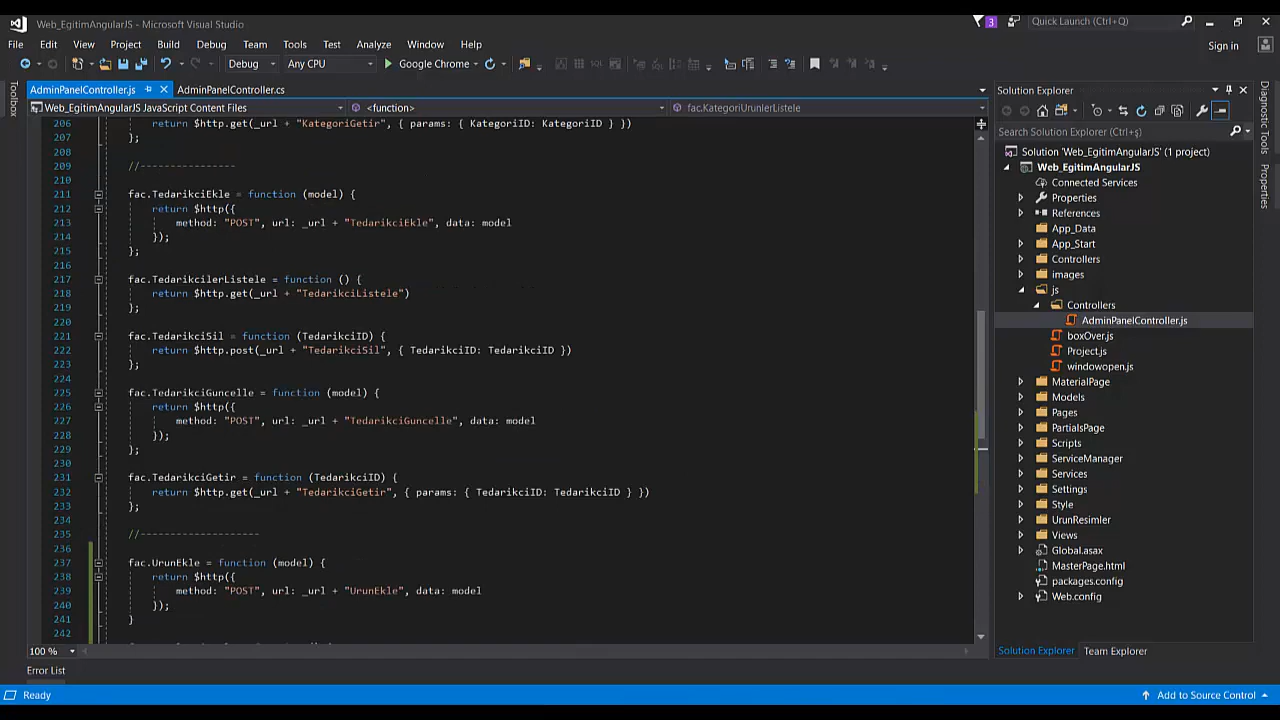 Web_EgitimAngularJS - Microsoft Visual Studio
3
Quick Launch (Ctrl+Q)
File Edit View Project Build Debug Team Tools Test Analyze Window Help
Sign in
Debug Any CPU Google Chrome
Toolbox
AdminPanelController.js AdminPanelController.cs
Web_EgitimAngularJS JavaScript Content Files <function> fac.KategoriUrunlerListele
206 return $http.get(_url + "KategoriGetir", { params: { KategoriID: KategoriID } })
207 };
208
209 //----------------
210
211 fac.TedarikciEkle = function (model) {
212 return $http({
213 method: "POST", url: _url + "TedarikciEkle", data: model
214 });
215 };
216
217 fac.TedarikcilerListele = function () {
218 return $http.get(_url + "TedarikciListele")
219 };
220
221 fac.TedarikciSil = function (TedarikciID) {
222 return $http.post(_url + "TedarikciSil", { TedarikciID: TedarikciID })
223 };
224
225 fac.TedarikciGuncelle = function (model) {
226 return $http({
227 method: "POST", url: _url + "TedarikciGuncelle", data: model
228 });
229 };
230
231 fac.TedarikciGetir = function (TedarikciID) {
232 return $http.get(_url + "TedarikciGetir", { params: { TedarikciID: TedarikciID } })
233 };
234
235 //--------------------
236
237 fac.UrunEkle = function (model) {
238 return $http({
239 method: "POST", url: _url + "UrunEkle", data: model
240 });
241 }
242
100 %
Error List
Ready
Solution Explorer
Search Solution Explorer (Ctrl+ş)
Solution 'Web_EgitimAngularJS' (1 project)
Web_EgitimAngularJS
Connected Services
Properties
References
App_Data
App_Start
Controllers
images
js
Controllers
AdminPanelController.js
boxOver.js
Project.js
windowopen.js
MaterialPage
Models
Pages
PartialsPage
Scripts
ServiceManager
Services
Settings
Style
UrunResimler
Views
Global.asax
MasterPage.html
packages.config
Web.config
Solution Explorer Team Explorer
Diagnostic Tools
Properties
Add to Source Control